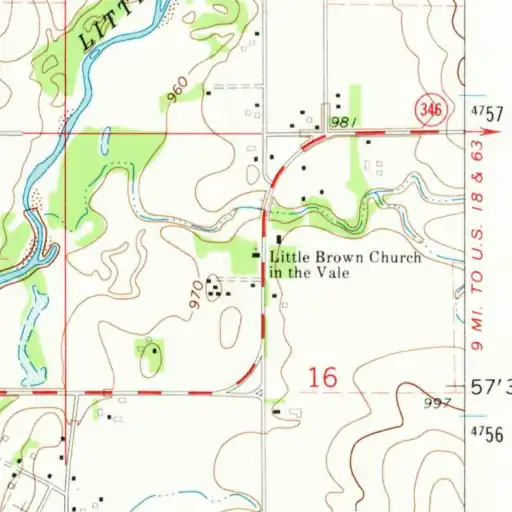 LITT
960
346
981
4757
9 MI. TO U.S. 18 & 63
Little Brown Church
in the Vale
970
16
57'3
997
4756